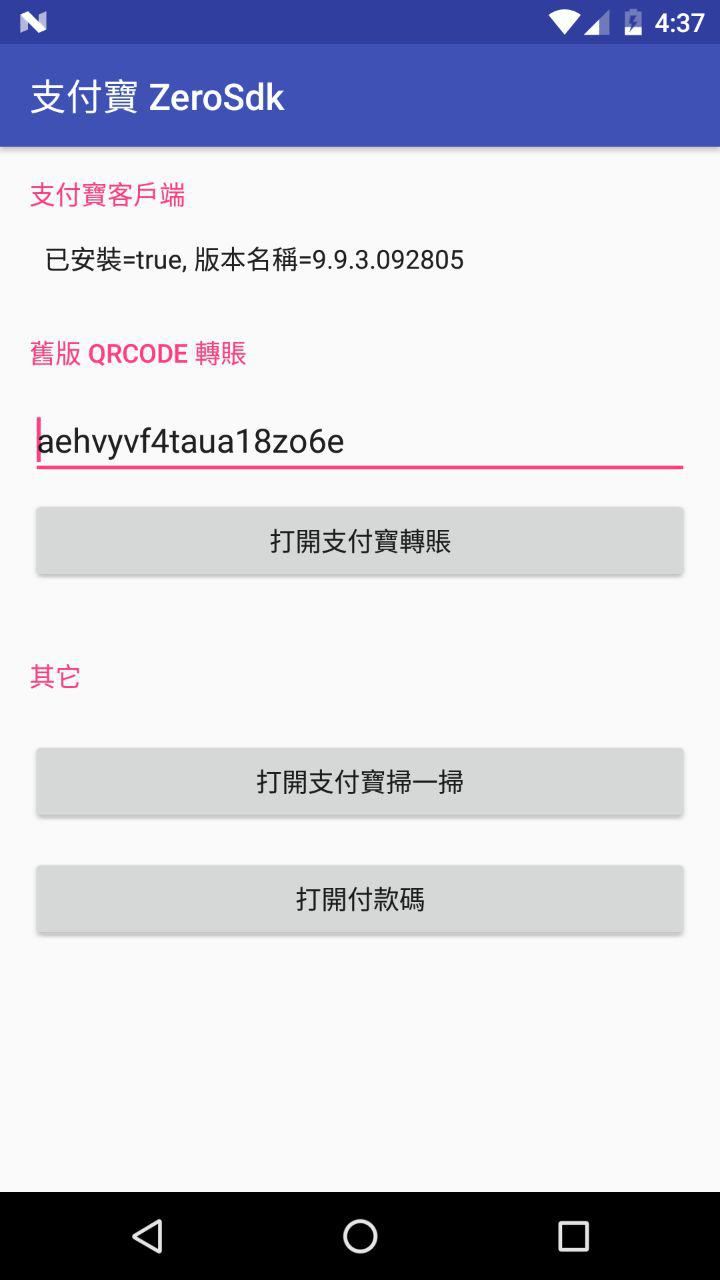 4:37
支付寶 ZeroSdk
支付寶客戶端
已安裝=true, 版本名稱=9.9.3.092805
舊版 QRCODE 轉賬
aehvyvf4taua18zo6e
打開支付寶轉賬
其它
打開支付寶掃一掃
打開付款碼